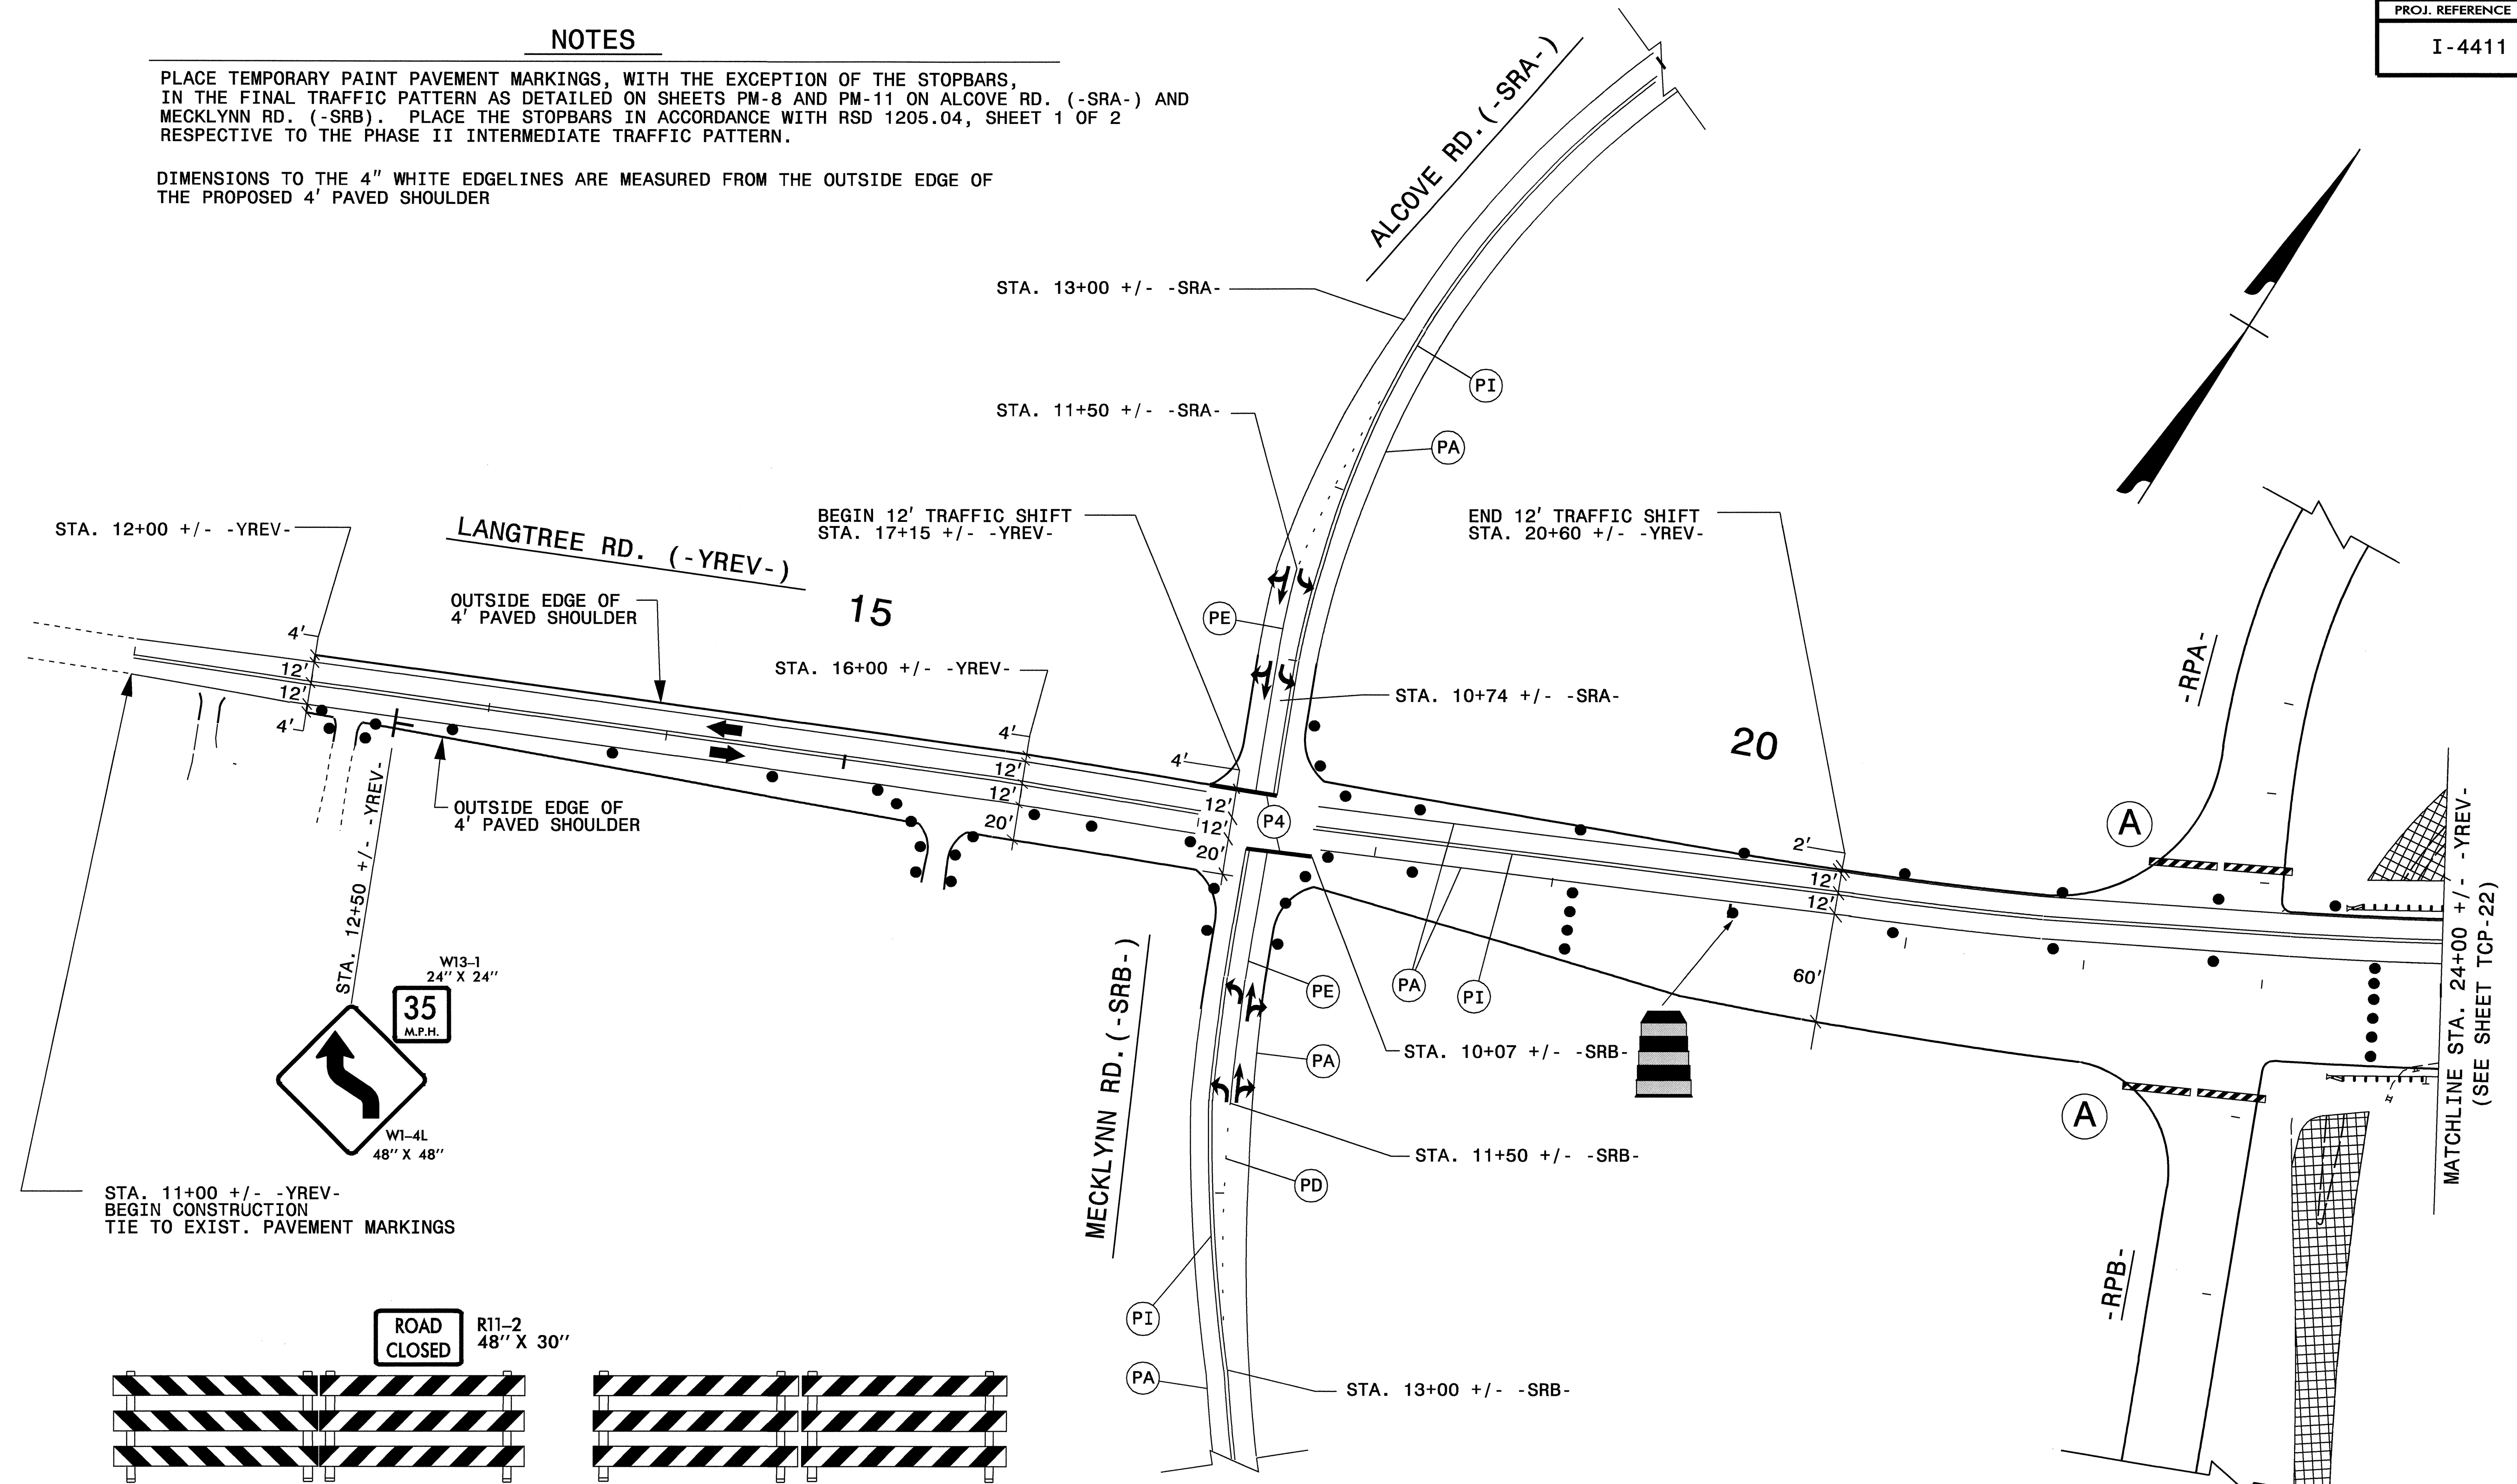 NOTES
PLACE TEMPORARY PAINT PAVEMENT MARKINGS, WITH THE EXCEPTION OF THE STOPBARS,
IN THE FINAL TRAFFIC PATTERN AS DETAILED ON SHEETS PM-8 AND PM-11 ON ALCOVE RD. (-SRA-) AND
MECKLYNN RD. (-SRB). PLACE THE STOPBARS IN ACCORDANCE WITH RSD 1205.04, SHEET 1 OF 2
RESPECTIVE TO THE PHASE II INTERMEDIATE TRAFFIC PATTERN.
DIMENSIONS TO THE 4" WHITE EDGELINES ARE MEASURED FROM THE OUTSIDE EDGE OF
THE PROPOSED 4' PAVED SHOULDER
PROJ. REFERENCE
I-4411
ALCOVE RD. (-SRA-)
STA. 13+00 +/- -SRA-
PI
STA. 11+50 +/- -SRA-
PA
BEGIN 12' TRAFFIC SHIFT
STA. 17+15 +/- -YREV-
END 12' TRAFFIC SHIFT
STA. 20+60 +/- -YREV-
STA. 12+00 +/- -YREV-
LANGTREE RD. (-YREV-)
OUTSIDE EDGE OF
4' PAVED SHOULDER
15
PE
4'
12'
12'
4'
STA. 16+00 +/- -YREV-
STA. 10+74 +/- -SRA-
-RPA-
20
4'
12'
12'
20'
4'
12'
12'
20'
P4
2'
12'
12'
60'
A
OUTSIDE EDGE OF
4' PAVED SHOULDER
STA. 12+50 +/- -YREV-
W13-1
24" X 24"
35
M.P.H.
W1-4L
48" X 48"
MECKLYNN RD. (-SRB-)
PE
PA
PI
PA
STA. 10+07 +/- -SRB-
A
MATCHLINE STA. 24+00 +/- -YREV-
(SEE SHEET TCP-22)
STA. 11+50 +/- -SRB-
PD
STA. 11+00 +/- -YREV-
BEGIN CONSTRUCTION
TIE TO EXIST. PAVEMENT MARKINGS
-RPB-
PI
PA
STA. 13+00 +/- -SRB-
ROAD
CLOSED
R11-2
48" X 30"